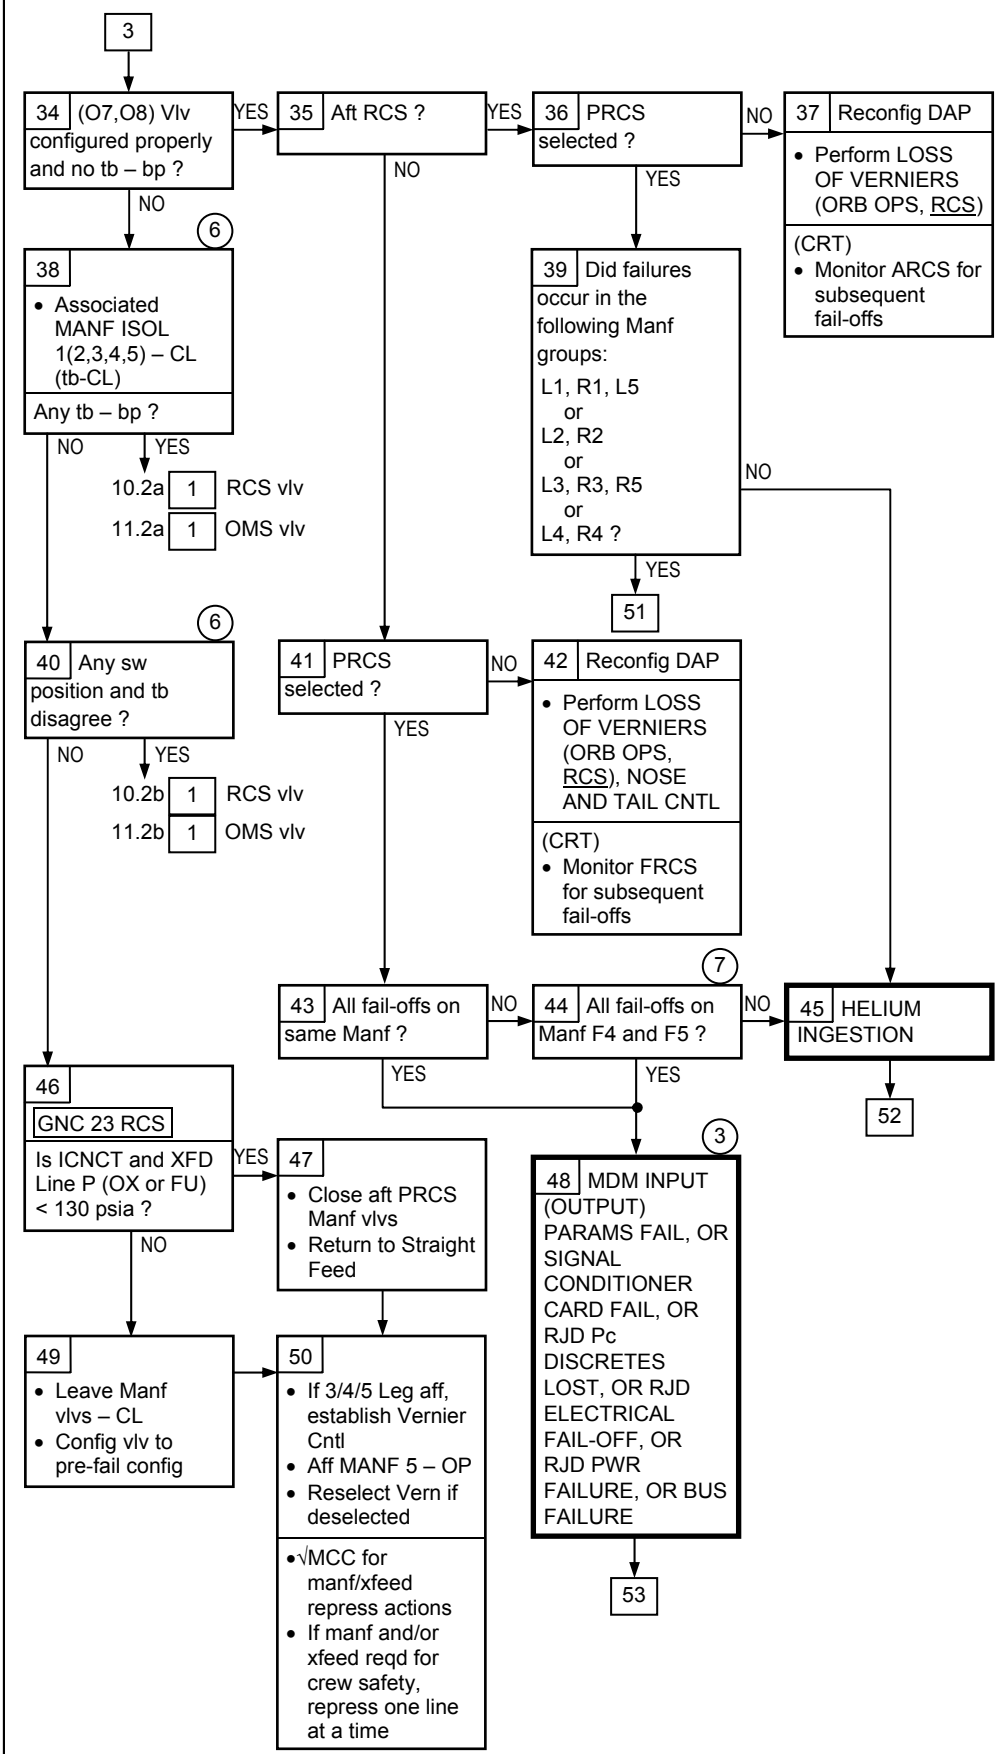 3
34 (O7,O8) Vlv
configured properly
and no tb – bp ?
YES
NO
35 Aft RCS ?
YES
NO
36 PRCS
selected ?
NO
YES
37 Reconfig DAP
• Perform LOSS
OF VERNIERS
(ORB OPS, RCS)
(CRT)
• Monitor ARCS for
subsequent
fail-offs
6
38
• Associated
MANF ISOL
1(2,3,4,5) – CL
(tb-CL)
Any tb – bp ?
NO
YES
10.2a 1 RCS vlv
11.2a 1 OMS vlv
39 Did failures
occur in the
following Manf
groups:
L1, R1, L5
or
L2, R2
or
L3, R3, R5
or
L4, R4 ?
NO
YES
51
6
40 Any sw
position and tb
disagree ?
NO
YES
10.2b 1 RCS vlv
11.2b 1 OMS vlv
41 PRCS
selected ?
NO
YES
42 Reconfig DAP
• Perform LOSS
OF VERNIERS
(ORB OPS,
RCS), NOSE
AND TAIL CNTL
(CRT)
• Monitor FRCS
for subsequent
fail-offs
43 All fail-offs on
same Manf ?
NO
YES
7
44 All fail-offs on
Manf F4 and F5 ?
NO
YES
45 HELIUM
INGESTION
52
46
GNC 23 RCS
Is ICNCT and XFD
Line P (OX or FU)
< 130 psia ?
YES
NO
47
• Close aft PRCS
Manf vlvs
• Return to Straight
Feed
3
48 MDM INPUT
(OUTPUT)
PARAMS FAIL, OR
SIGNAL
CONDITIONER
CARD FAIL, OR
RJD Pc
DISCRETES
LOST, OR RJD
ELECTRICAL
FAIL-OFF, OR
RJD PWR
FAILURE, OR BUS
FAILURE
53
49
• Leave Manf
vlvs – CL
• Config vlv to
pre-fail config
50
• If 3/4/5 Leg aff,
establish Vernier
Cntl
• Aff MANF 5 – OP
• Reselect Vern if
deselected
•√MCC for
manf/xfeed
repress actions
• If manf and/or
xfeed reqd for
crew safety,
repress one line
at a time